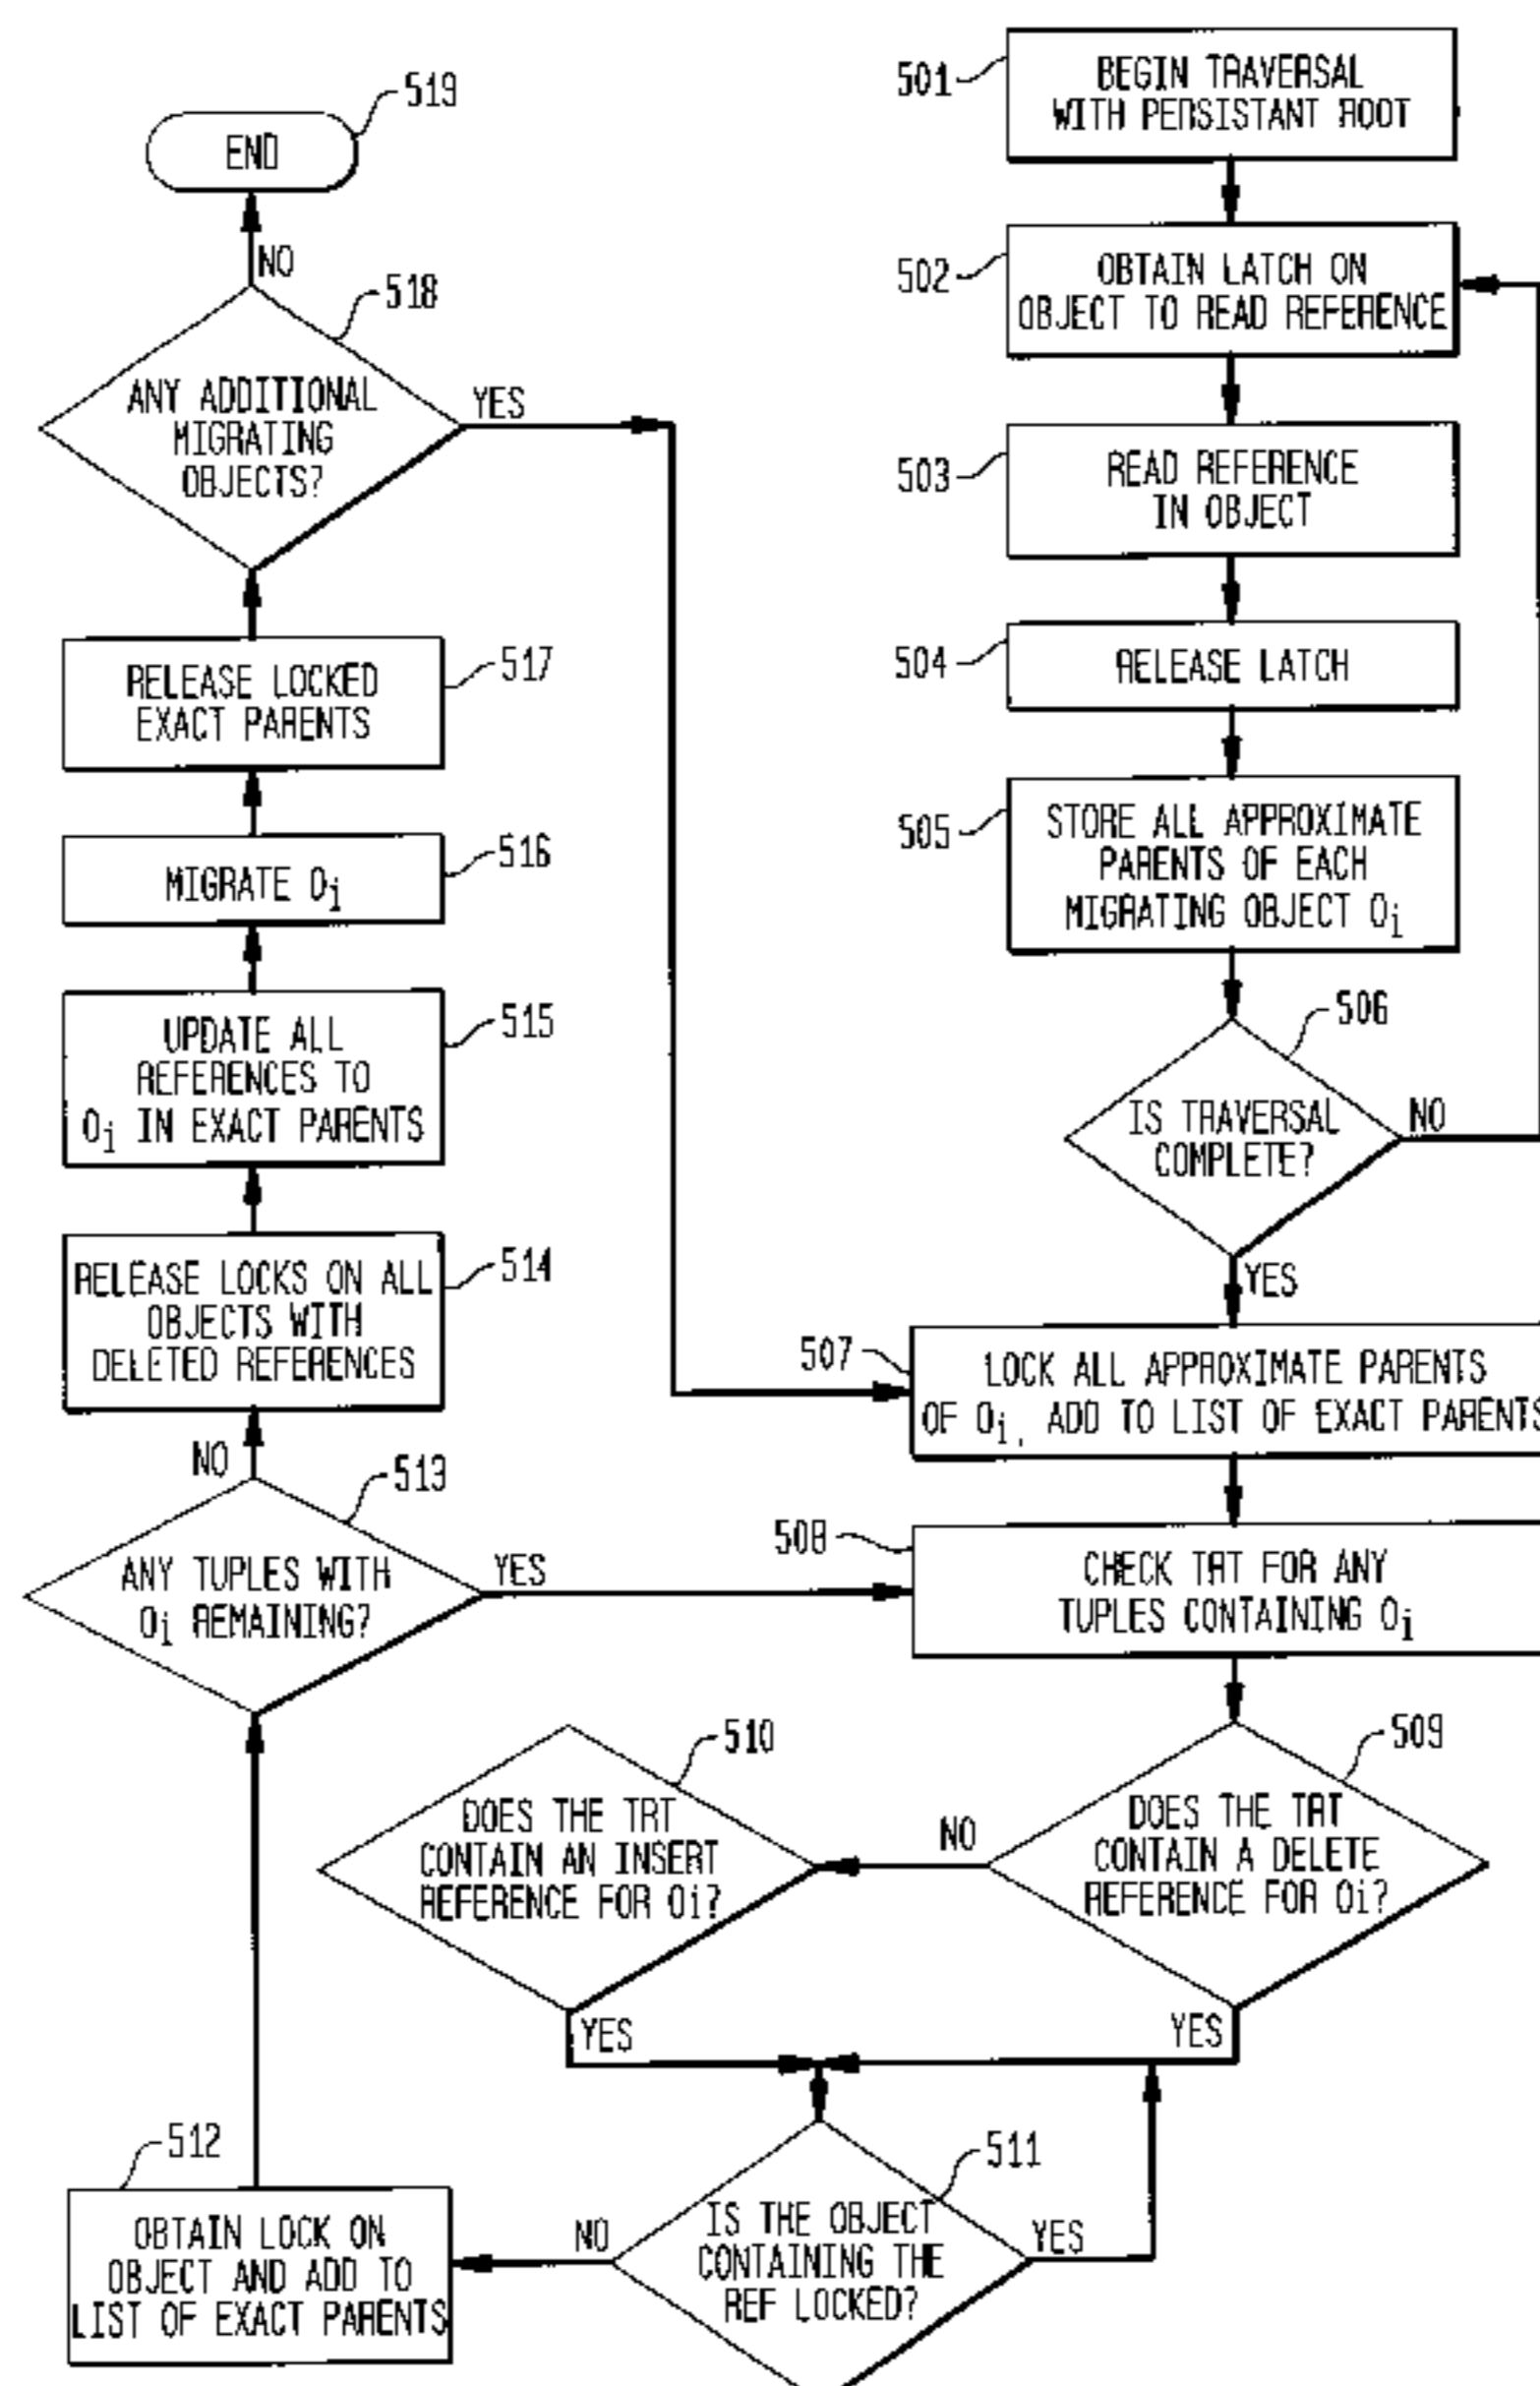 501
BEGIN TRAVERSAL
WITH PERSISTANT ROOT
502
OBTAIN LATCH ON
OBJECT TO READ REFERENCE
503
READ REFERENCE
IN OBJECT
504
RELEASE LATCH
505
STORE ALL APPROXIMATE
PARENTS OF EACH
MIGRATING OBJECT Oi
506
IS TRAVERSAL
COMPLETE?
NO
YES
507
LOCK ALL APPROXIMATE PARENTS
OF Oi, ADD TO LIST OF EXACT PARENTS
508
CHECK TRT FOR ANY
TUPLES CONTAINING Oi
509
DOES THE TRT
CONTAIN A DELETE
REFERENCE FOR Oi?
NO
YES
510
DOES THE TRT
CONTAIN AN INSERT
REFERENCE FOR Oi?
YES
511
IS THE OBJECT
CONTAINING THE
REF LOCKED?
YES
NO
512
OBTAIN LOCK ON
OBJECT AND ADD TO
LIST OF EXACT PARENTS
513
ANY TUPLES WITH
Oi REMAINING?
YES
NO
514
RELEASE LOCKS ON ALL
OBJECTS WITH
DELETED REFERENCES
515
UPDATE ALL
REFERENCES TO
Oi IN EXACT PARENTS
516
MIGRATE Oi
517
RELEASE LOCKED
EXACT PARENTS
518
ANY ADDITIONAL
MIGRATING
OBJECTS?
YES
NO
519
END